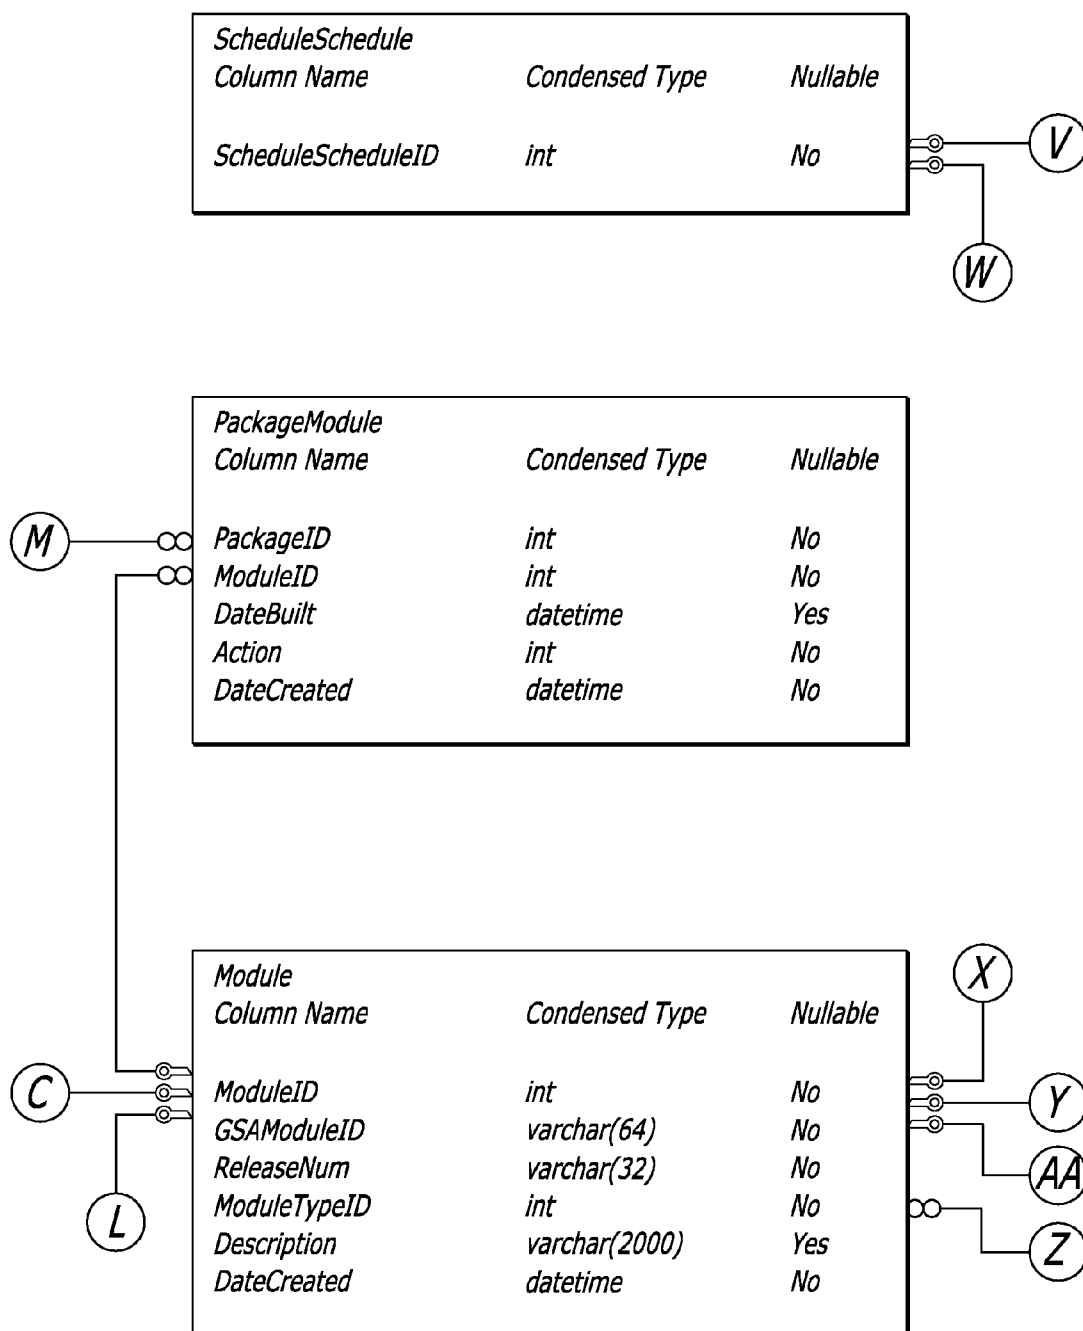 ScheduleSchedule
Column Name Condensed Type Nullable
ScheduleScheduleID int No
V
W
PackageModule
Column Name Condensed Type Nullable
M
PackageID int No
ModuleID int No
DateBuilt datetime Yes
Action int No
DateCreated datetime No
Module
X
Column Name Condensed Type Nullable
C
ModuleID int No
Y
GSAModuleID varchar(64) No
ReleaseNum varchar(32) No
AA
ModuleTypeID int No
L
Description varchar(2000) Yes
Z
DateCreated datetime No